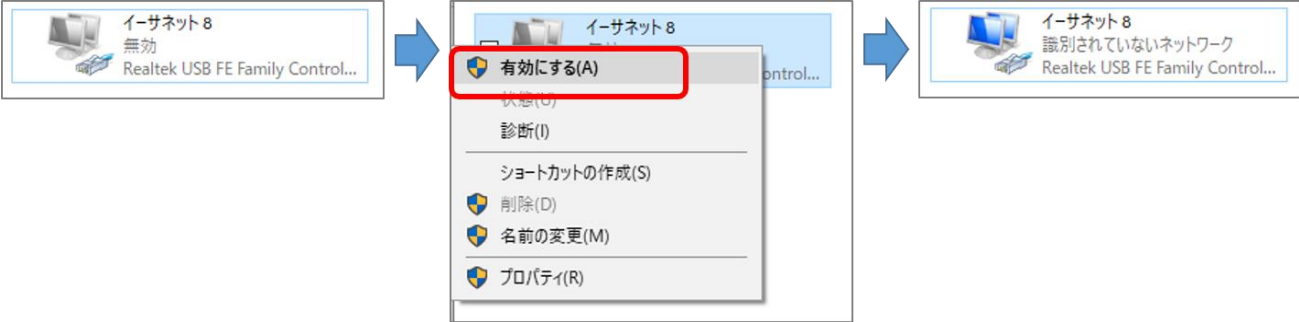 イーサネット 8
無効
Realtek USB FE Family Control...
イーサネット 8
ontrol...
有効にする(A)
状態(U)
診断(I)
ショートカットの作成(S)
削除(D)
名前の変更(M)
プロパティ(R)
イーサネット 8
識別されていないネットワーク
Realtek USB FE Family Control...